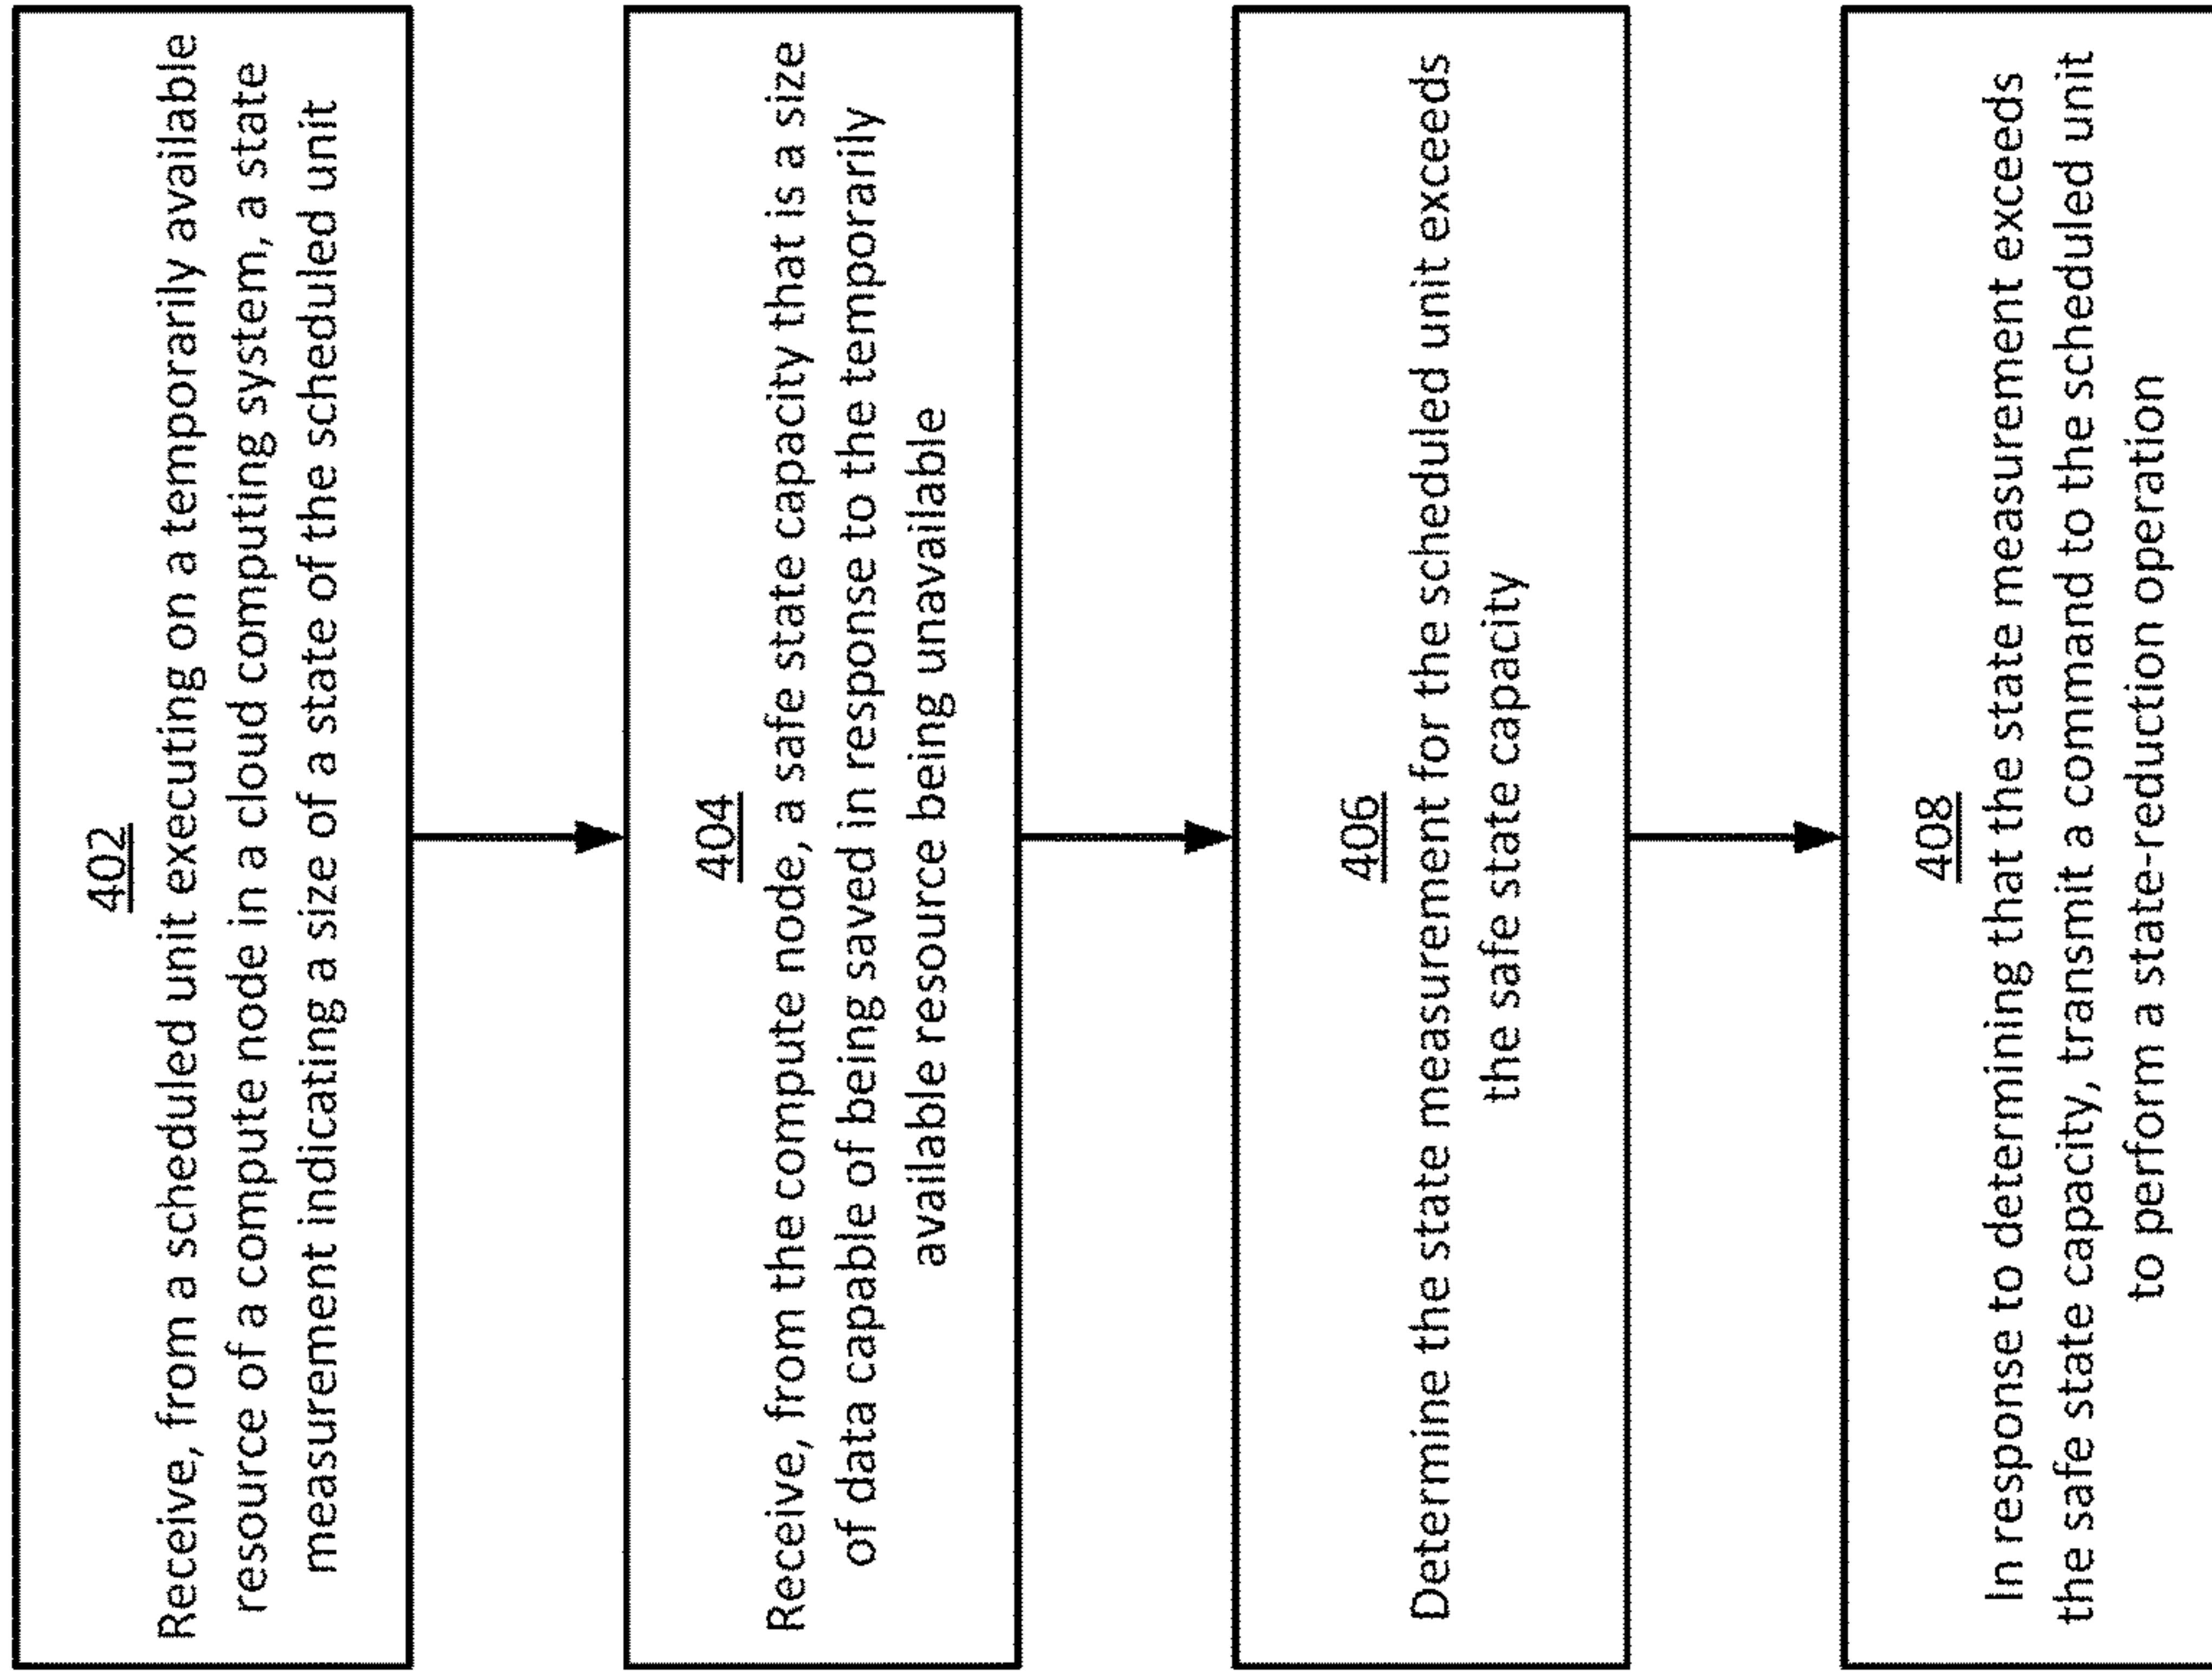 402
Receive, from a scheduled unit executing on a temporarily available
resource of a compute node in a cloud computing system, a state
measurement indicating a size of a state of the scheduled unit
404
Receive, from the compute node, a safe state capacity that is a size
of data capable of being saved in response to the temporarily
available resource being unavailable
406
Determine the state measurement for the scheduled unit exceeds
the safe state capacity
408
In response to determining that the state measurement exceeds
the safe state capacity, transmit a command to the scheduled unit
to perform a state-reduction operation